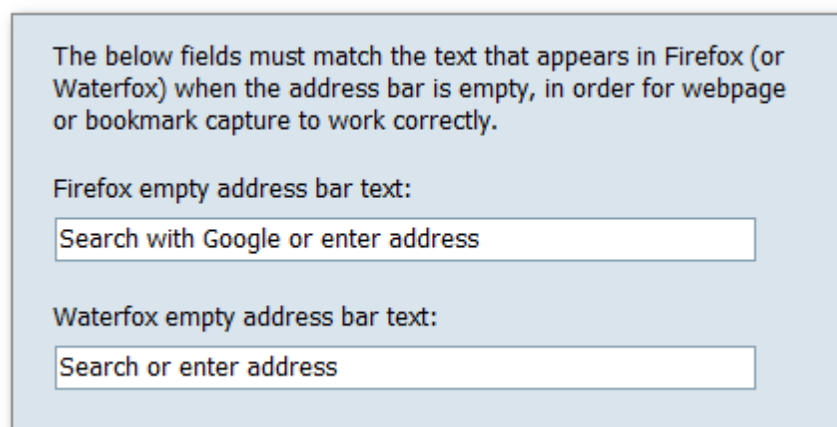 The below fields must match the text that appears in Firefox (or
Waterfox) when the address bar is empty, in order for webpage
or bookmark capture to work correctly.
Firefox empty address bar text:
Search with Google or enter address
Waterfox empty address bar text:
Search or enter address